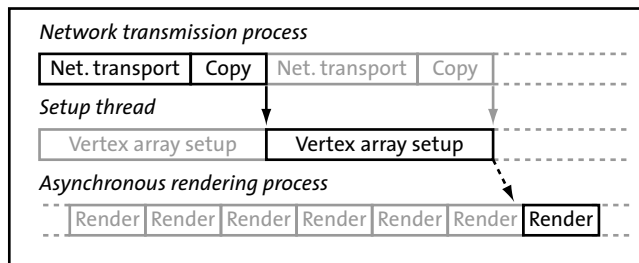 Network transmission process
Net. transport Copy Net. transport Copy
Setup thread
Vertex array setup Vertex array setup
Asynchronous rendering process
Render Render Render Render Render Render Render